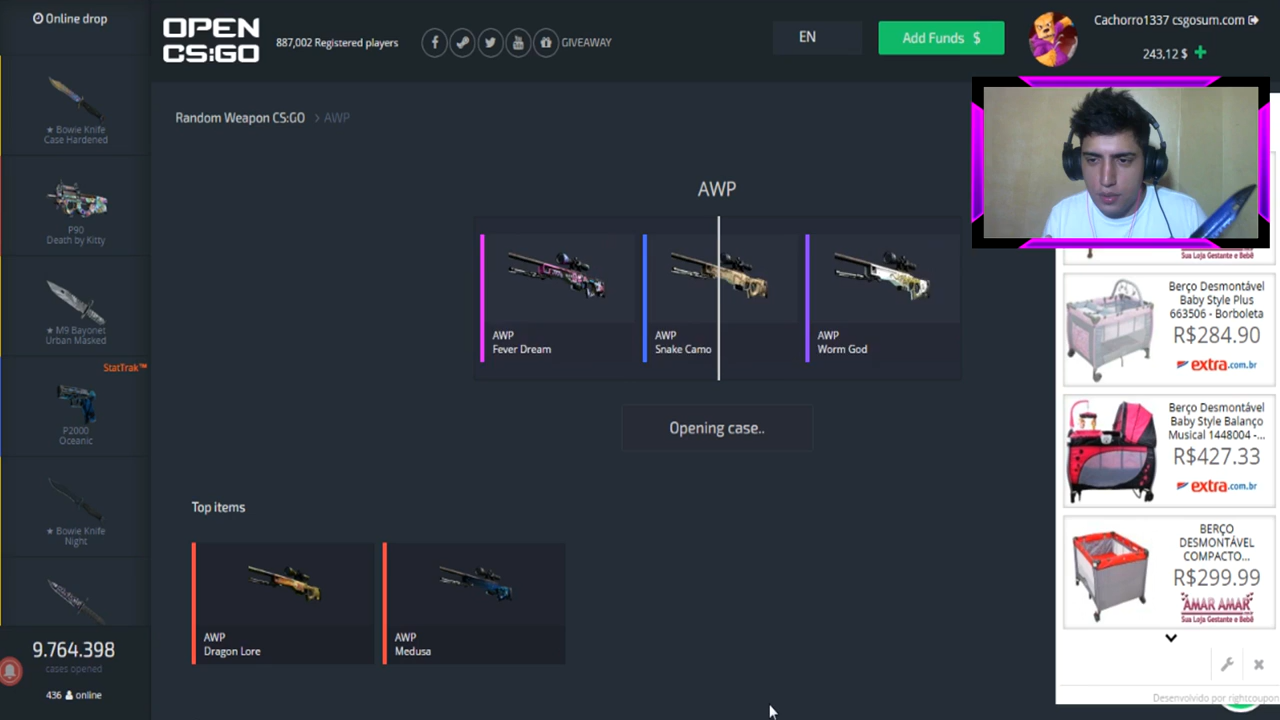 Online drop
OPEN
CS:GO
887,002 Registered players
GIVEAWAY
EN
Add Funds $
Cachorro1337 csgosum.com
243,12 $ +
Random Weapon CS:GO > AWP
★ Bowie Knife
Case Hardened
P90
Death by Kitty
★ M9 Bayonet
Urban Masked
StatTrak™
P2000
Oceanic
★ Bowie Knife
Night
9.764.398
cases opened
436 online
AWP
AWP
Fever Dream
AWP
Snake Camo
AWP
Worm God
Opening case..
Top items
AWP
Dragon Lore
AWP
Medusa
Sua Loja Gestante e Bebê
Berço Desmontável
Baby Style Plus
663506 - Borboleta
R$284.90
extra.com.br
Berço Desmontável
Baby Style Balanço
Musical 1448004 -...
R$427.33
extra.com.br
BERÇO
DESMONTÁVEL
COMPACTO...
R$299.99
AMAR AMAR
Sua Loja Gestante e Bebê
Desenvolvido por rightcoupon